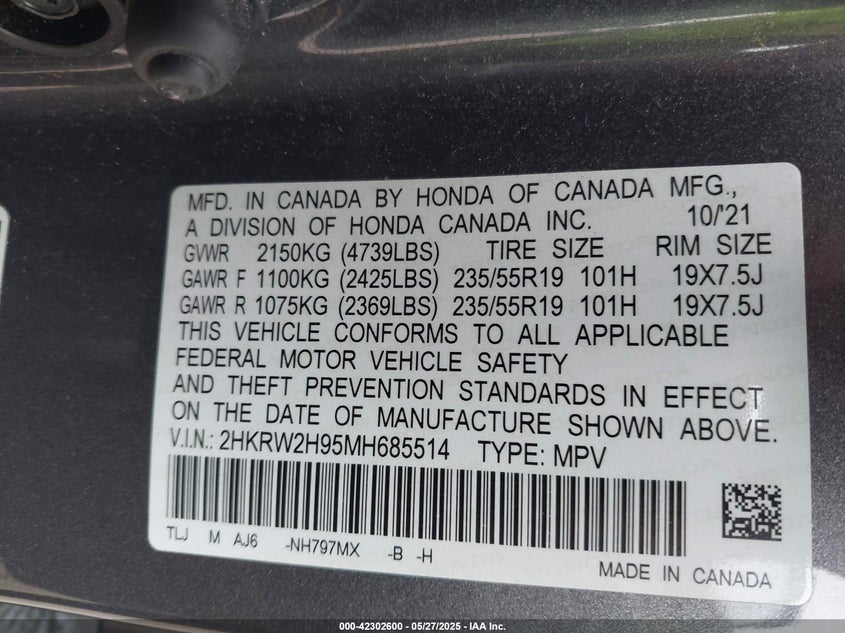 MFD. IN CANADA BY HONDA OF CANADA MFG.,
A DIVISION OF HONDA CANADA INC. 10/'21
GVWR 2150KG (4739LBS) TIRE SIZE RIM SIZE
GAWR F 1100KG (2425LBS) 235/55R19 101H 19X7.5J
GAWR R 1075KG (2369LBS) 235/55R19 101H 19X7.5J
THIS VEHICLE CONFORMS TO ALL APPLICABLE
FEDERAL MOTOR VEHICLE SAFETY
AND THEFT PREVENTION STANDARDS IN EFFECT
ON THE DATE OF MANUFACTURE SHOWN ABOVE.
V.I.N.: 2HKRW2H95MH685514 TYPE: MPV
TLJ M AJ6 -NH797MX -B -H
MADE IN CANADA
000-42302600 - 05/27/2025 - IAA Inc.